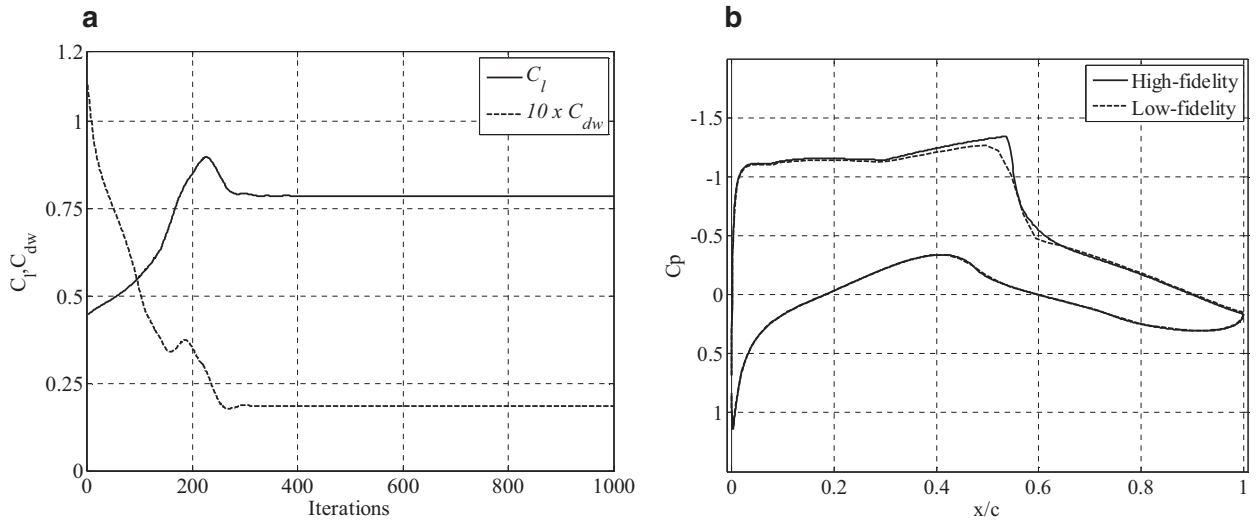 a
1.2
1
0.75
0.5
0.25
0
C_l,C_dw
0 200 400 600 800 1000
Iterations
C_l
10 x C_dw
b
-1.5
-1
-0.5
0
0.5
1
Cp
0 0.2 0.4 0.6 0.8 1
x/c
High-fidelity
Low-fidelity